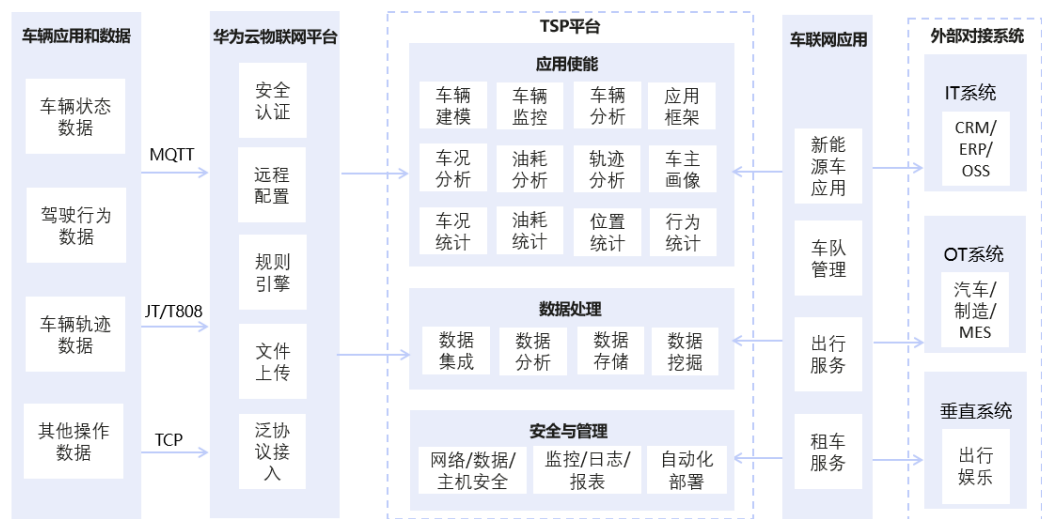 车辆应用和数据
车辆状态
数据
驾驶行为
数据
车辆轨迹
数据
其他操作
数据
MQTT
JT/T808
TCP
华为云物联网平台
安全
认证
远程
配置
规则
引擎
文件
上传
泛协
议接
入
TSP平台
应用使能
车辆
建模
车辆
监控
车辆
分析
应用
框架
车况
分析
油耗
分析
轨迹
分析
车主
画像
车况
统计
油耗
统计
位置
统计
行为
统计
数据处理
数据
集成
数据
分析
数据
存储
数据
挖掘
安全与管理
网络/数据/
主机安全
监控/日志/
报表
自动化
部署
车联网应用
新能
源车
应用
车队
管理
出行
服务
租车
服务
外部对接系统
IT系统
CRM/
ERP/
OSS
OT系统
汽车/
制造/
MES
垂直系统
出行
娱乐